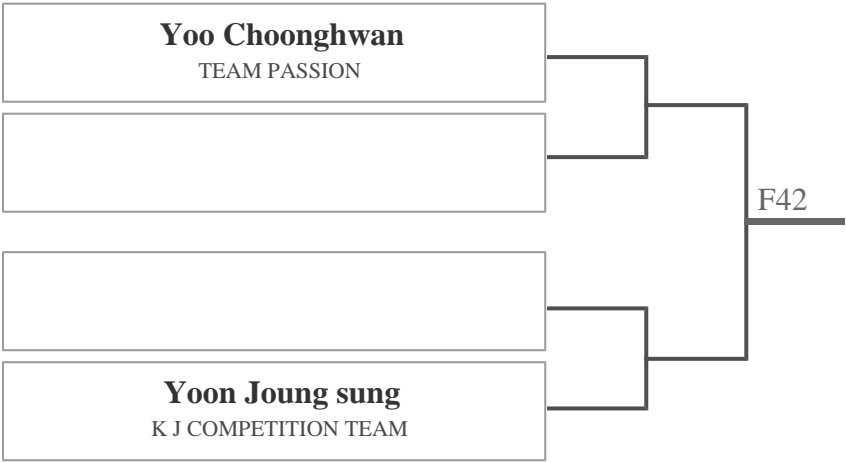 Yoo Choonghwan
TEAM PASSION
F42
Yoon Joung sung
K J COMPETITION TEAM